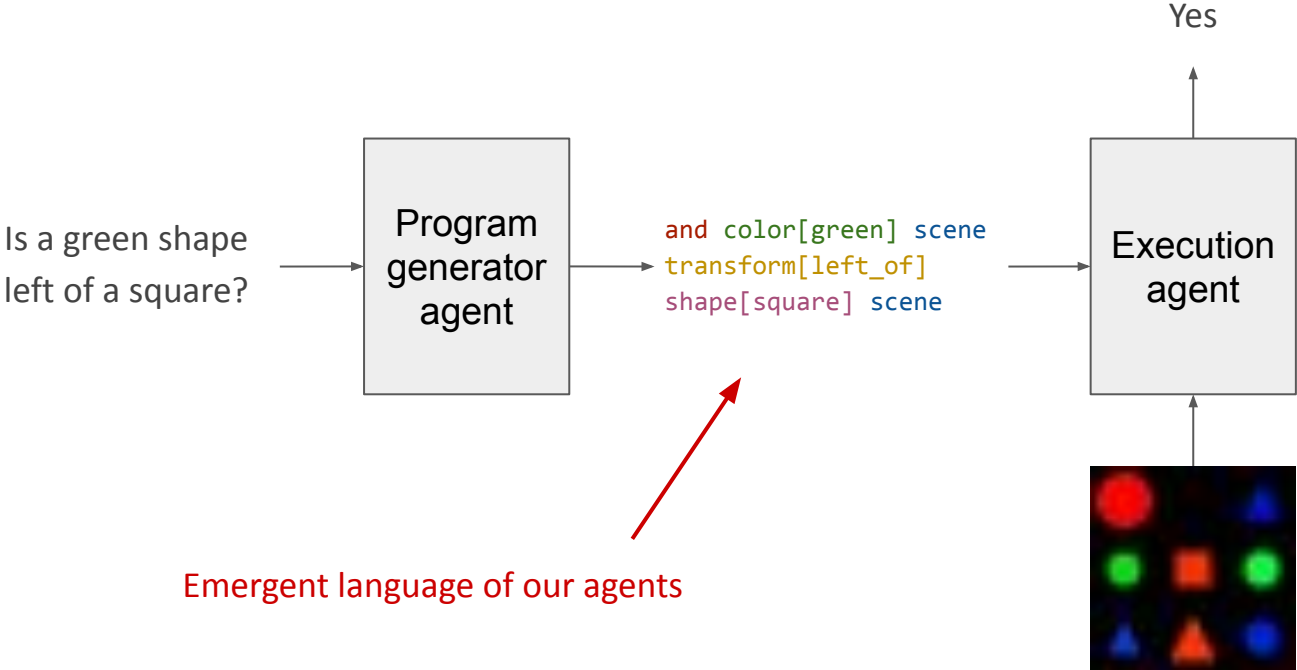 Yes
Is a green shape
left of a square?
Program
generator
agent
and color[green] scene
transform[left_of]
shape[square] scene
Execution
agent
Emergent language of our agents